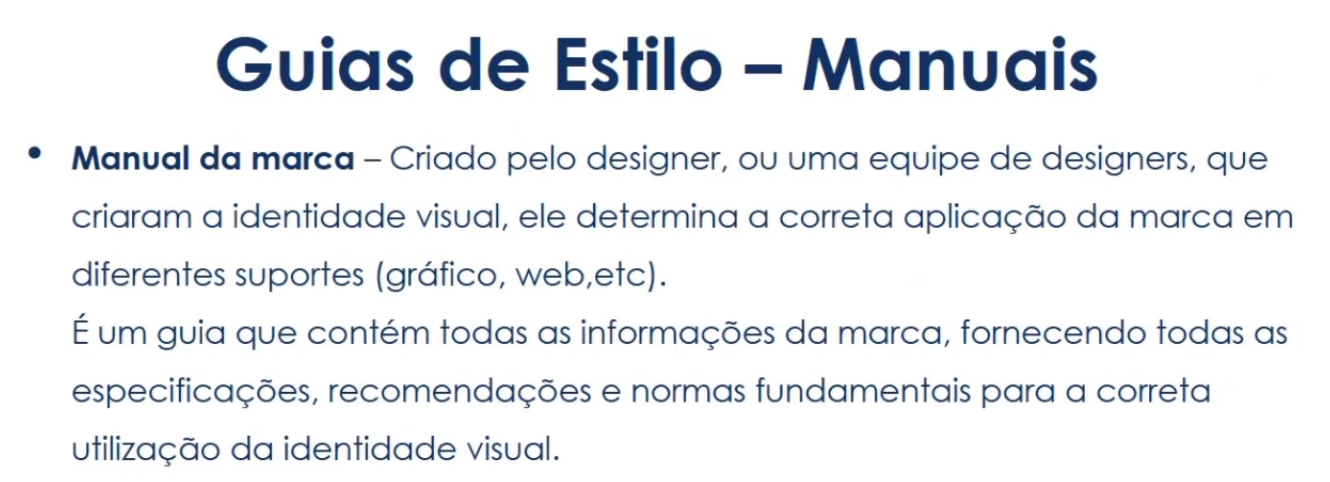 Guias de Estilo – Manuais
• Manual da marca – Criado pelo designer, ou uma equipe de designers, que
criaram a identidade visual, ele determina a correta aplicação da marca em
diferentes suportes (gráfico, web,etc).
É um guia que contém todas as informações da marca, fornecendo todas as
especificações, recomendações e normas fundamentais para a correta
utilização da identidade visual.